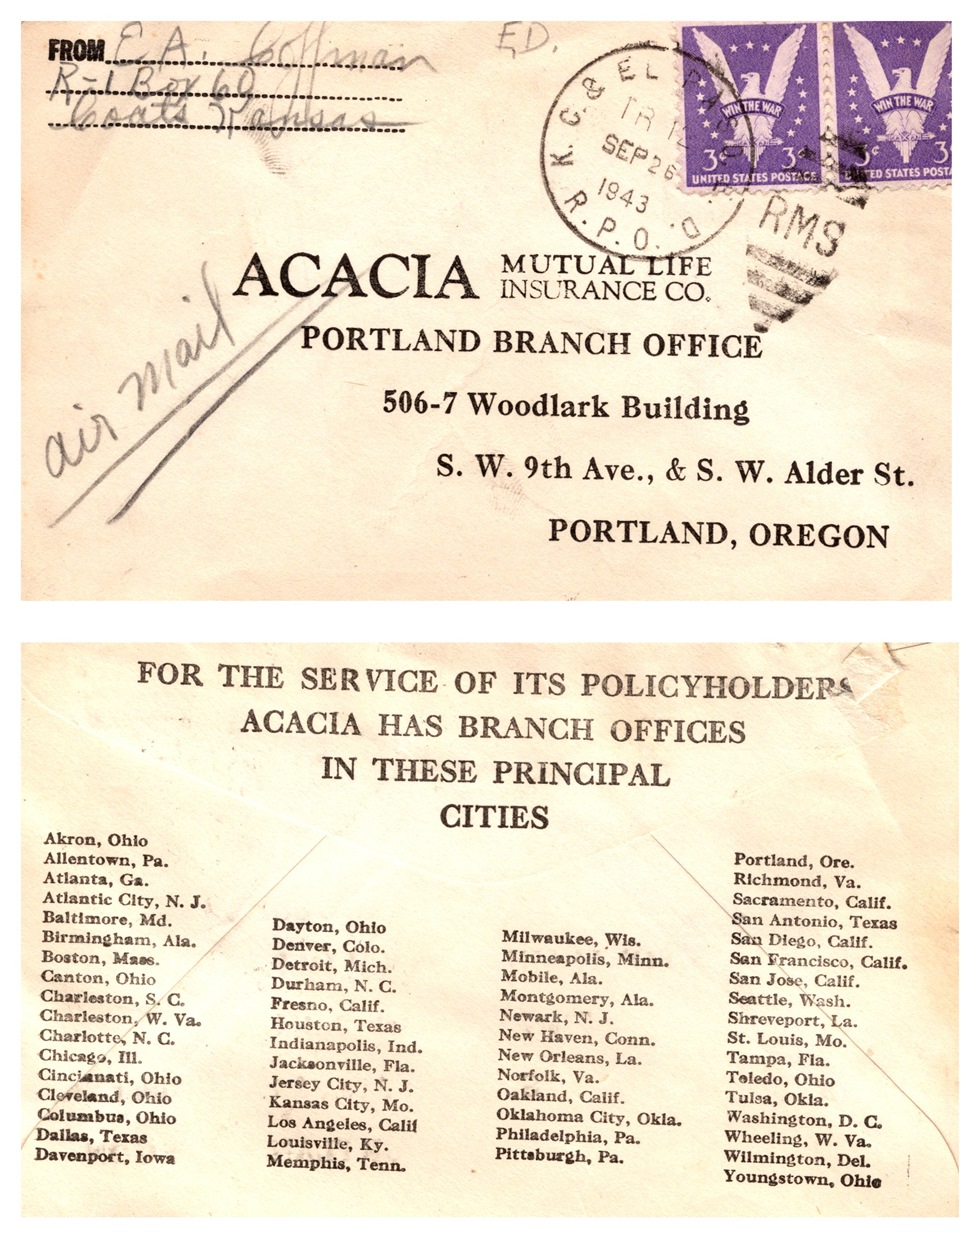 FROM E. A. Coffman
R-1 Box 60
Coats Kansas
ED.
K.C. & EL PASO
TR 12
SEP 26
1943
R.P.O.
RMS
WIN THE WAR
3¢ 3¢
UNITED STATES POSTAGE
WIN THE WAR
3¢ 3
UNITED STATES POSTA
air mail
ACACIA MUTUAL LIFE
INSURANCE CO.
PORTLAND BRANCH OFFICE
506-7 Woodlark Building
S. W. 9th Ave., & S. W. Alder St.
PORTLAND, OREGON
FOR THE SERVICE OF ITS POLICYHOLDERS
ACACIA HAS BRANCH OFFICES
IN THESE PRINCIPAL
CITIES
Akron, Ohio
Allentown, Pa.
Atlanta, Ga.
Atlantic City, N. J.
Baltimore, Md.
Birmingham, Ala.
Boston, Mass.
Canton, Ohio
Charleston, S. C.
Charleston, W. Va.
Charlotte, N. C.
Chicago, Ill.
Cincinnati, Ohio
Cleveland, Ohio
Columbus, Ohio
Dallas, Texas
Davenport, Iowa
Dayton, Ohio
Denver, Colo.
Detroit, Mich.
Durham, N. C.
Fresno, Calif.
Houston, Texas
Indianapolis, Ind.
Jacksonville, Fla.
Jersey City, N. J.
Kansas City, Mo.
Los Angeles, Calif
Louisville, Ky.
Memphis, Tenn.
Milwaukee, Wis.
Minneapolis, Minn.
Mobile, Ala.
Montgomery, Ala.
Newark, N. J.
New Haven, Conn.
New Orleans, La.
Norfolk, Va.
Oakland, Calif.
Oklahoma City, Okla.
Philadelphia, Pa.
Pittsburgh, Pa.
Portland, Ore.
Richmond, Va.
Sacramento, Calif.
San Antonio, Texas
San Diego, Calif.
San Francisco, Calif.
San Jose, Calif.
Seattle, Wash.
Shreveport, La.
St. Louis, Mo.
Tampa, Fla.
Toledo, Ohio
Tulsa, Okla.
Washington, D. C.
Wheeling, W. Va.
Wilmington, Del.
Youngstown, Ohio